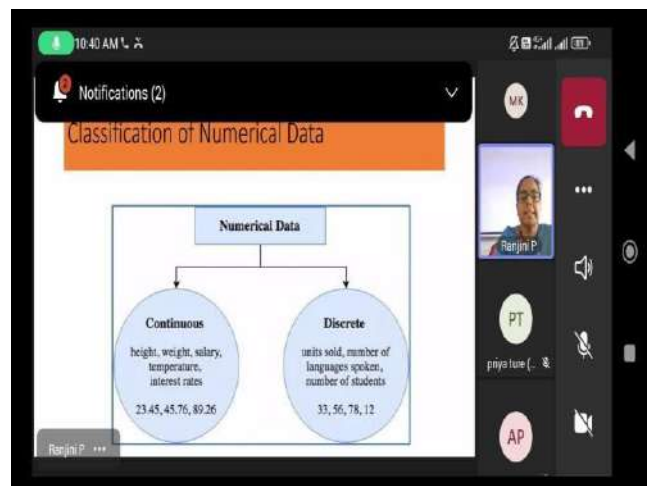 10:40 AM
2
Notifications (2)
Classification of Numerical Data
Numerical Data
Continuous
height, weight, salary,
temperature,
interest rates
23.45, 45.76, 89.26
Discrete
units sold, number of
languages spoken,
number of students
33, 56, 78, 12
Ranjini P
MK
Ranjini P
PT
AP